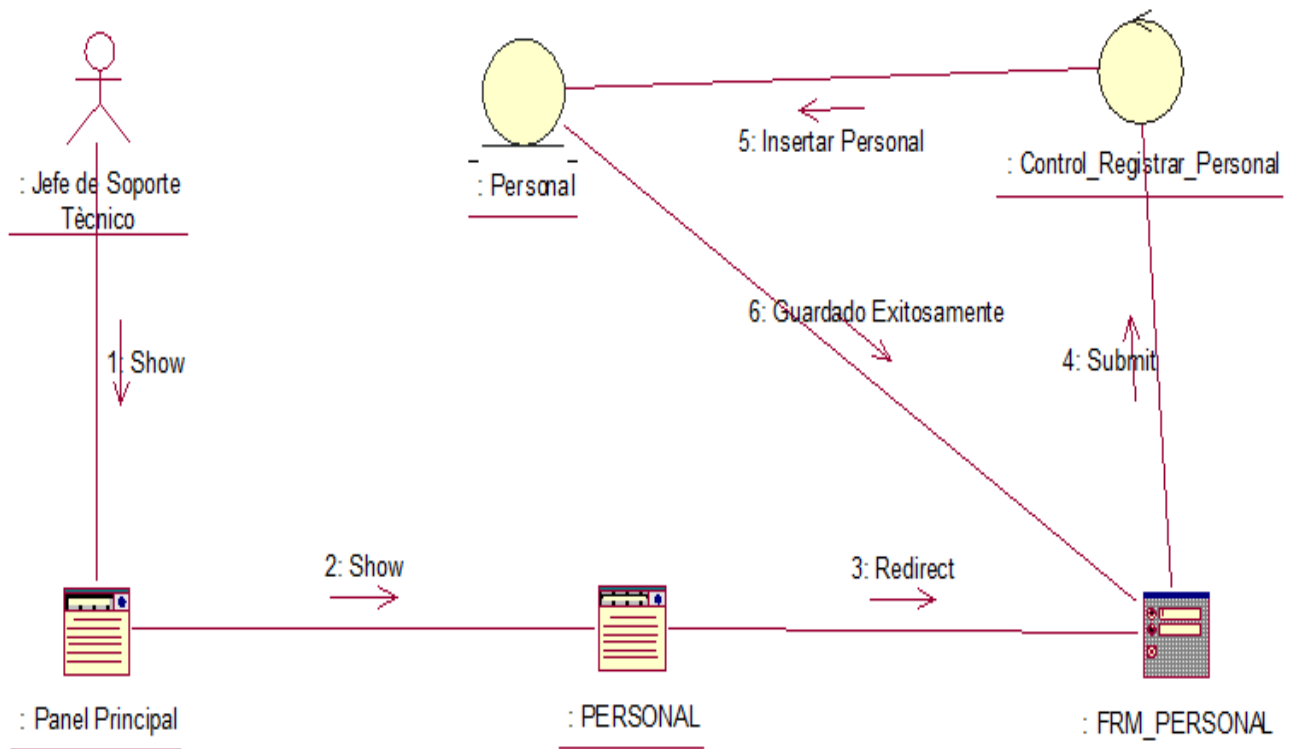 : Jefe de Soporte
Tècnico
: Personal
5: Insertar Personal
: Control_Registrar_Personal
1: Show
6: Guardado Exitosamente
4: Submit
2: Show
3: Redirect
: Panel Principal
: PERSONAL
: FRM_PERSONAL